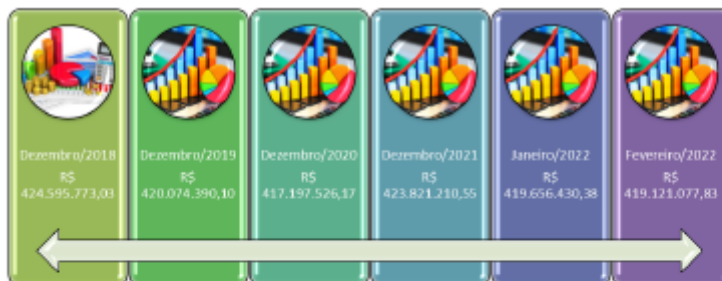 Dezembro/2018
R$
424.595.773,03
Dezembro/2019
R$
420.074.390,10
Dezembro/2020
R$
417.197.526,17
Dezembro/2021
R$
423.821.210,55
Janeiro/2022
R$
419.656.430,38
Fevereiro/2022
R$
419.121.077,83